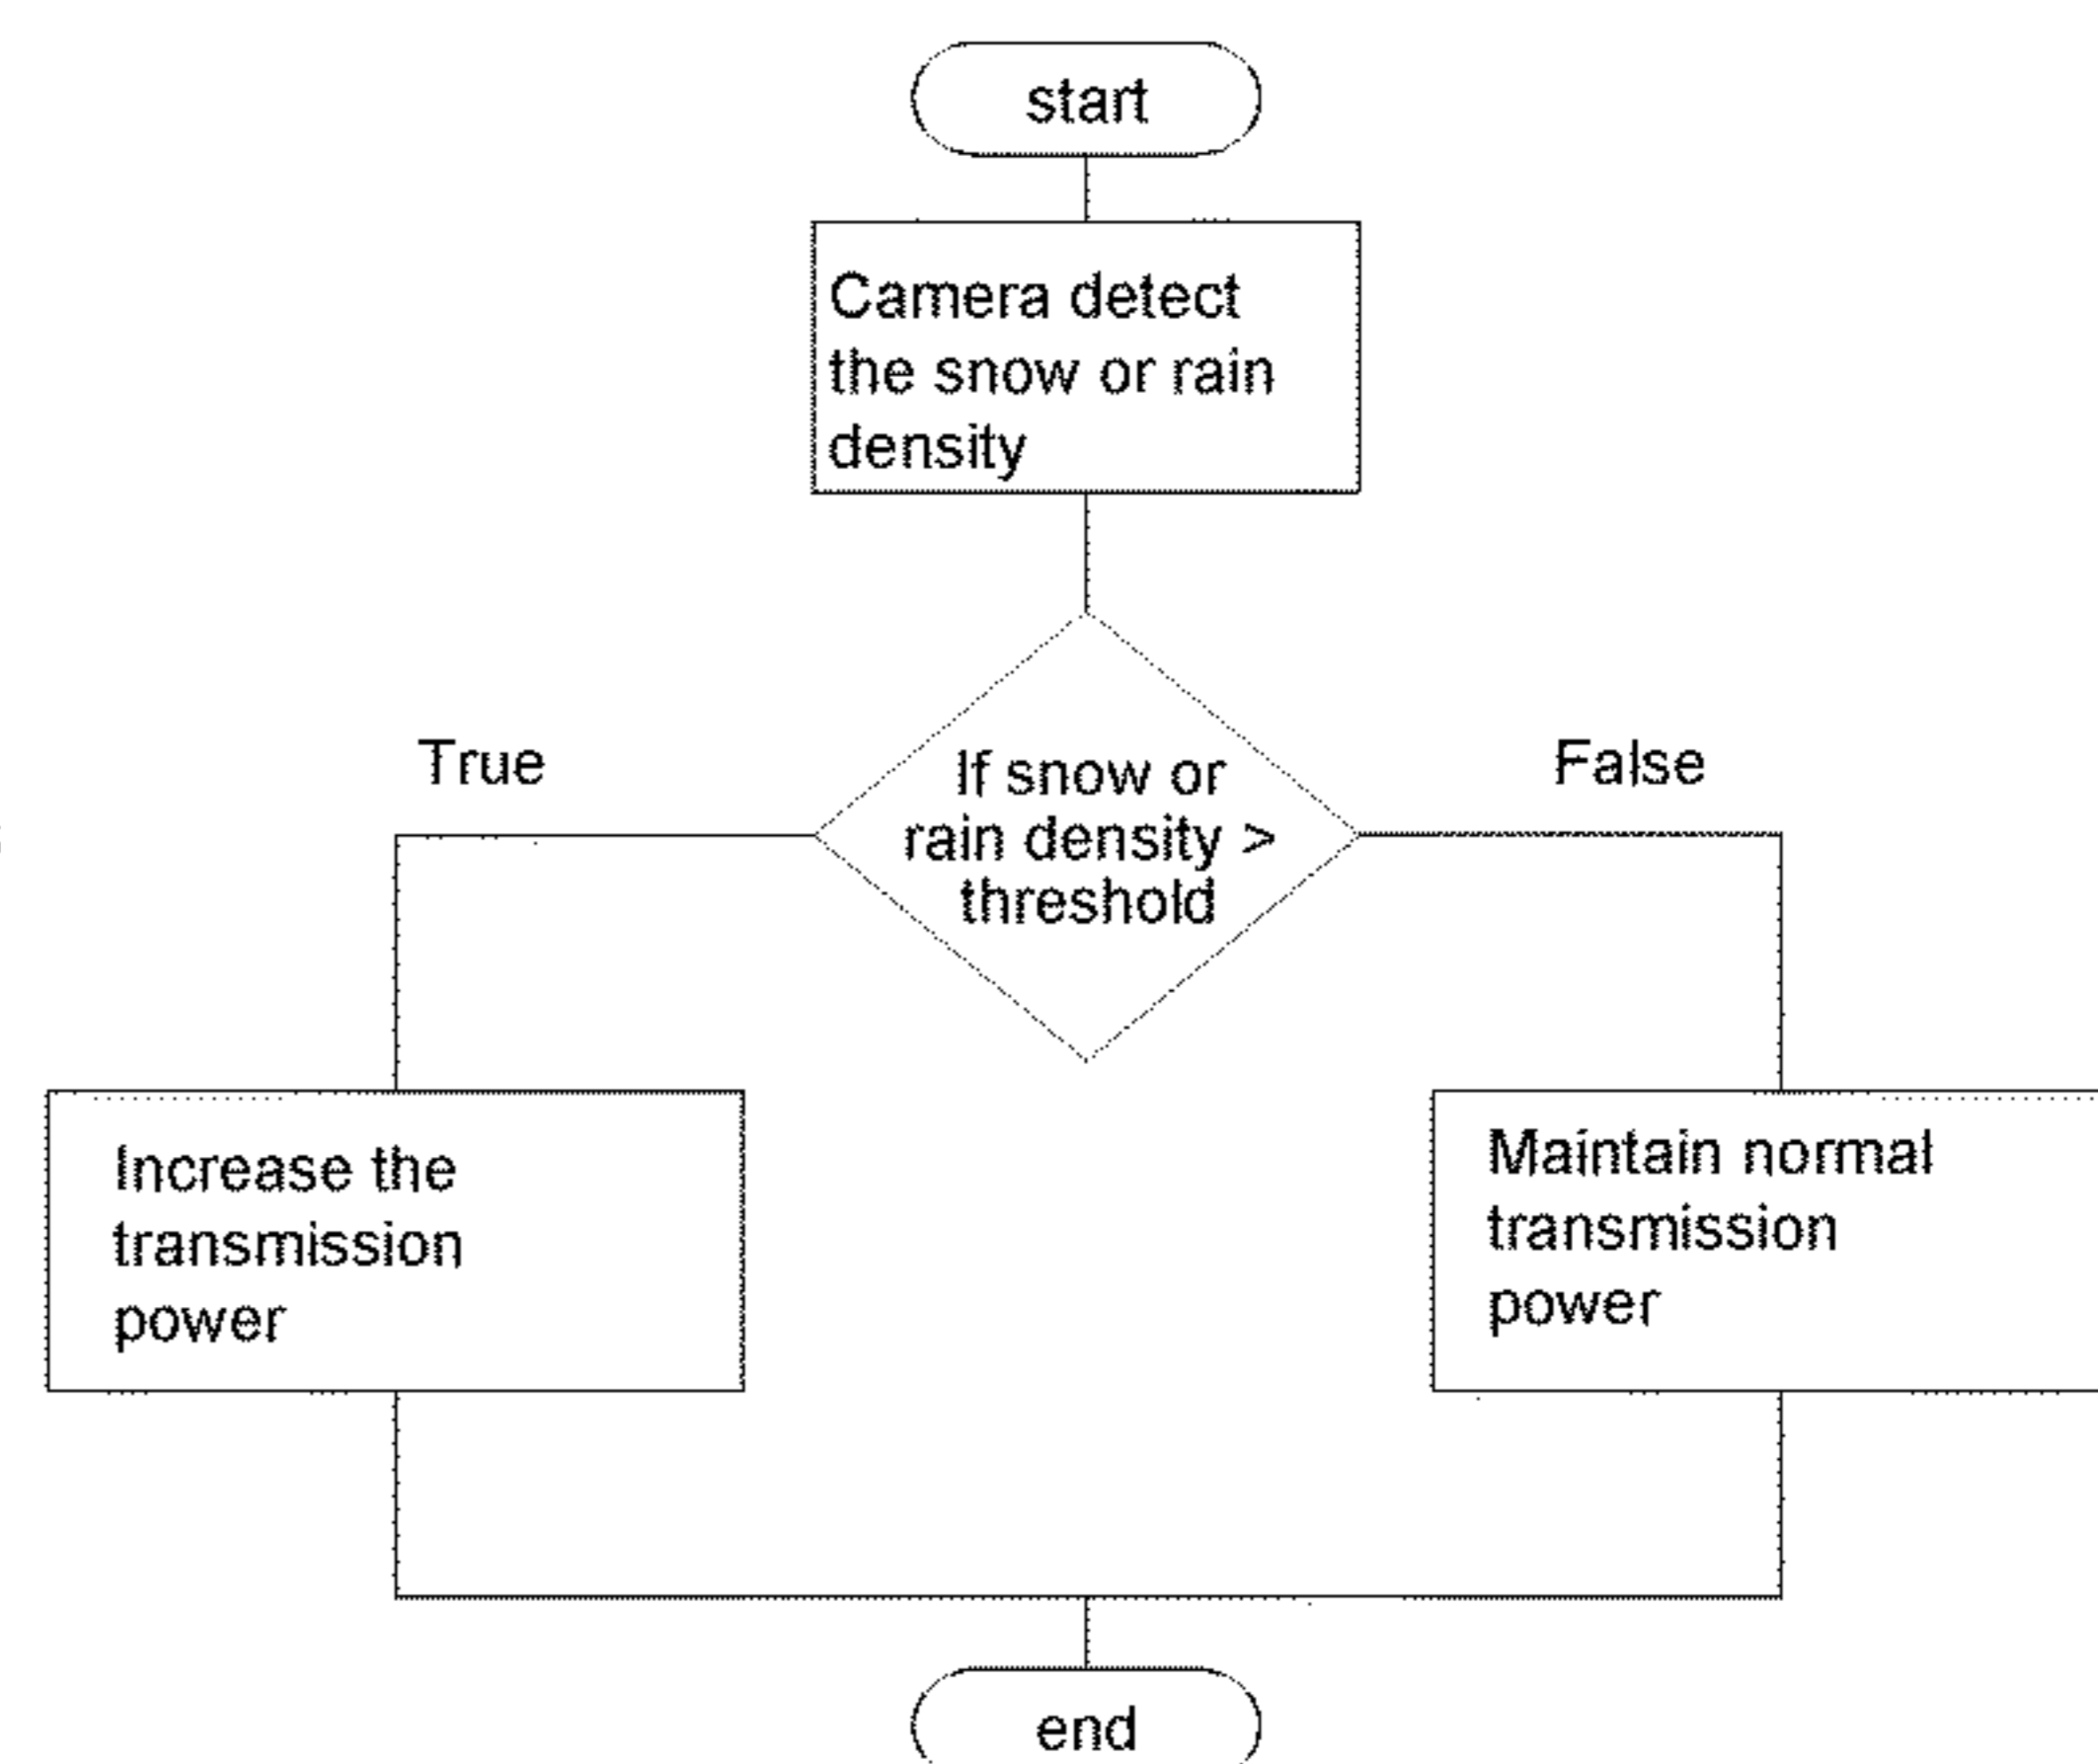 start
Camera detect
the snow or rain
density
True
If snow or
rain density >
threshold
False
Increase the
transmission
power
Maintain normal
transmission
power
end